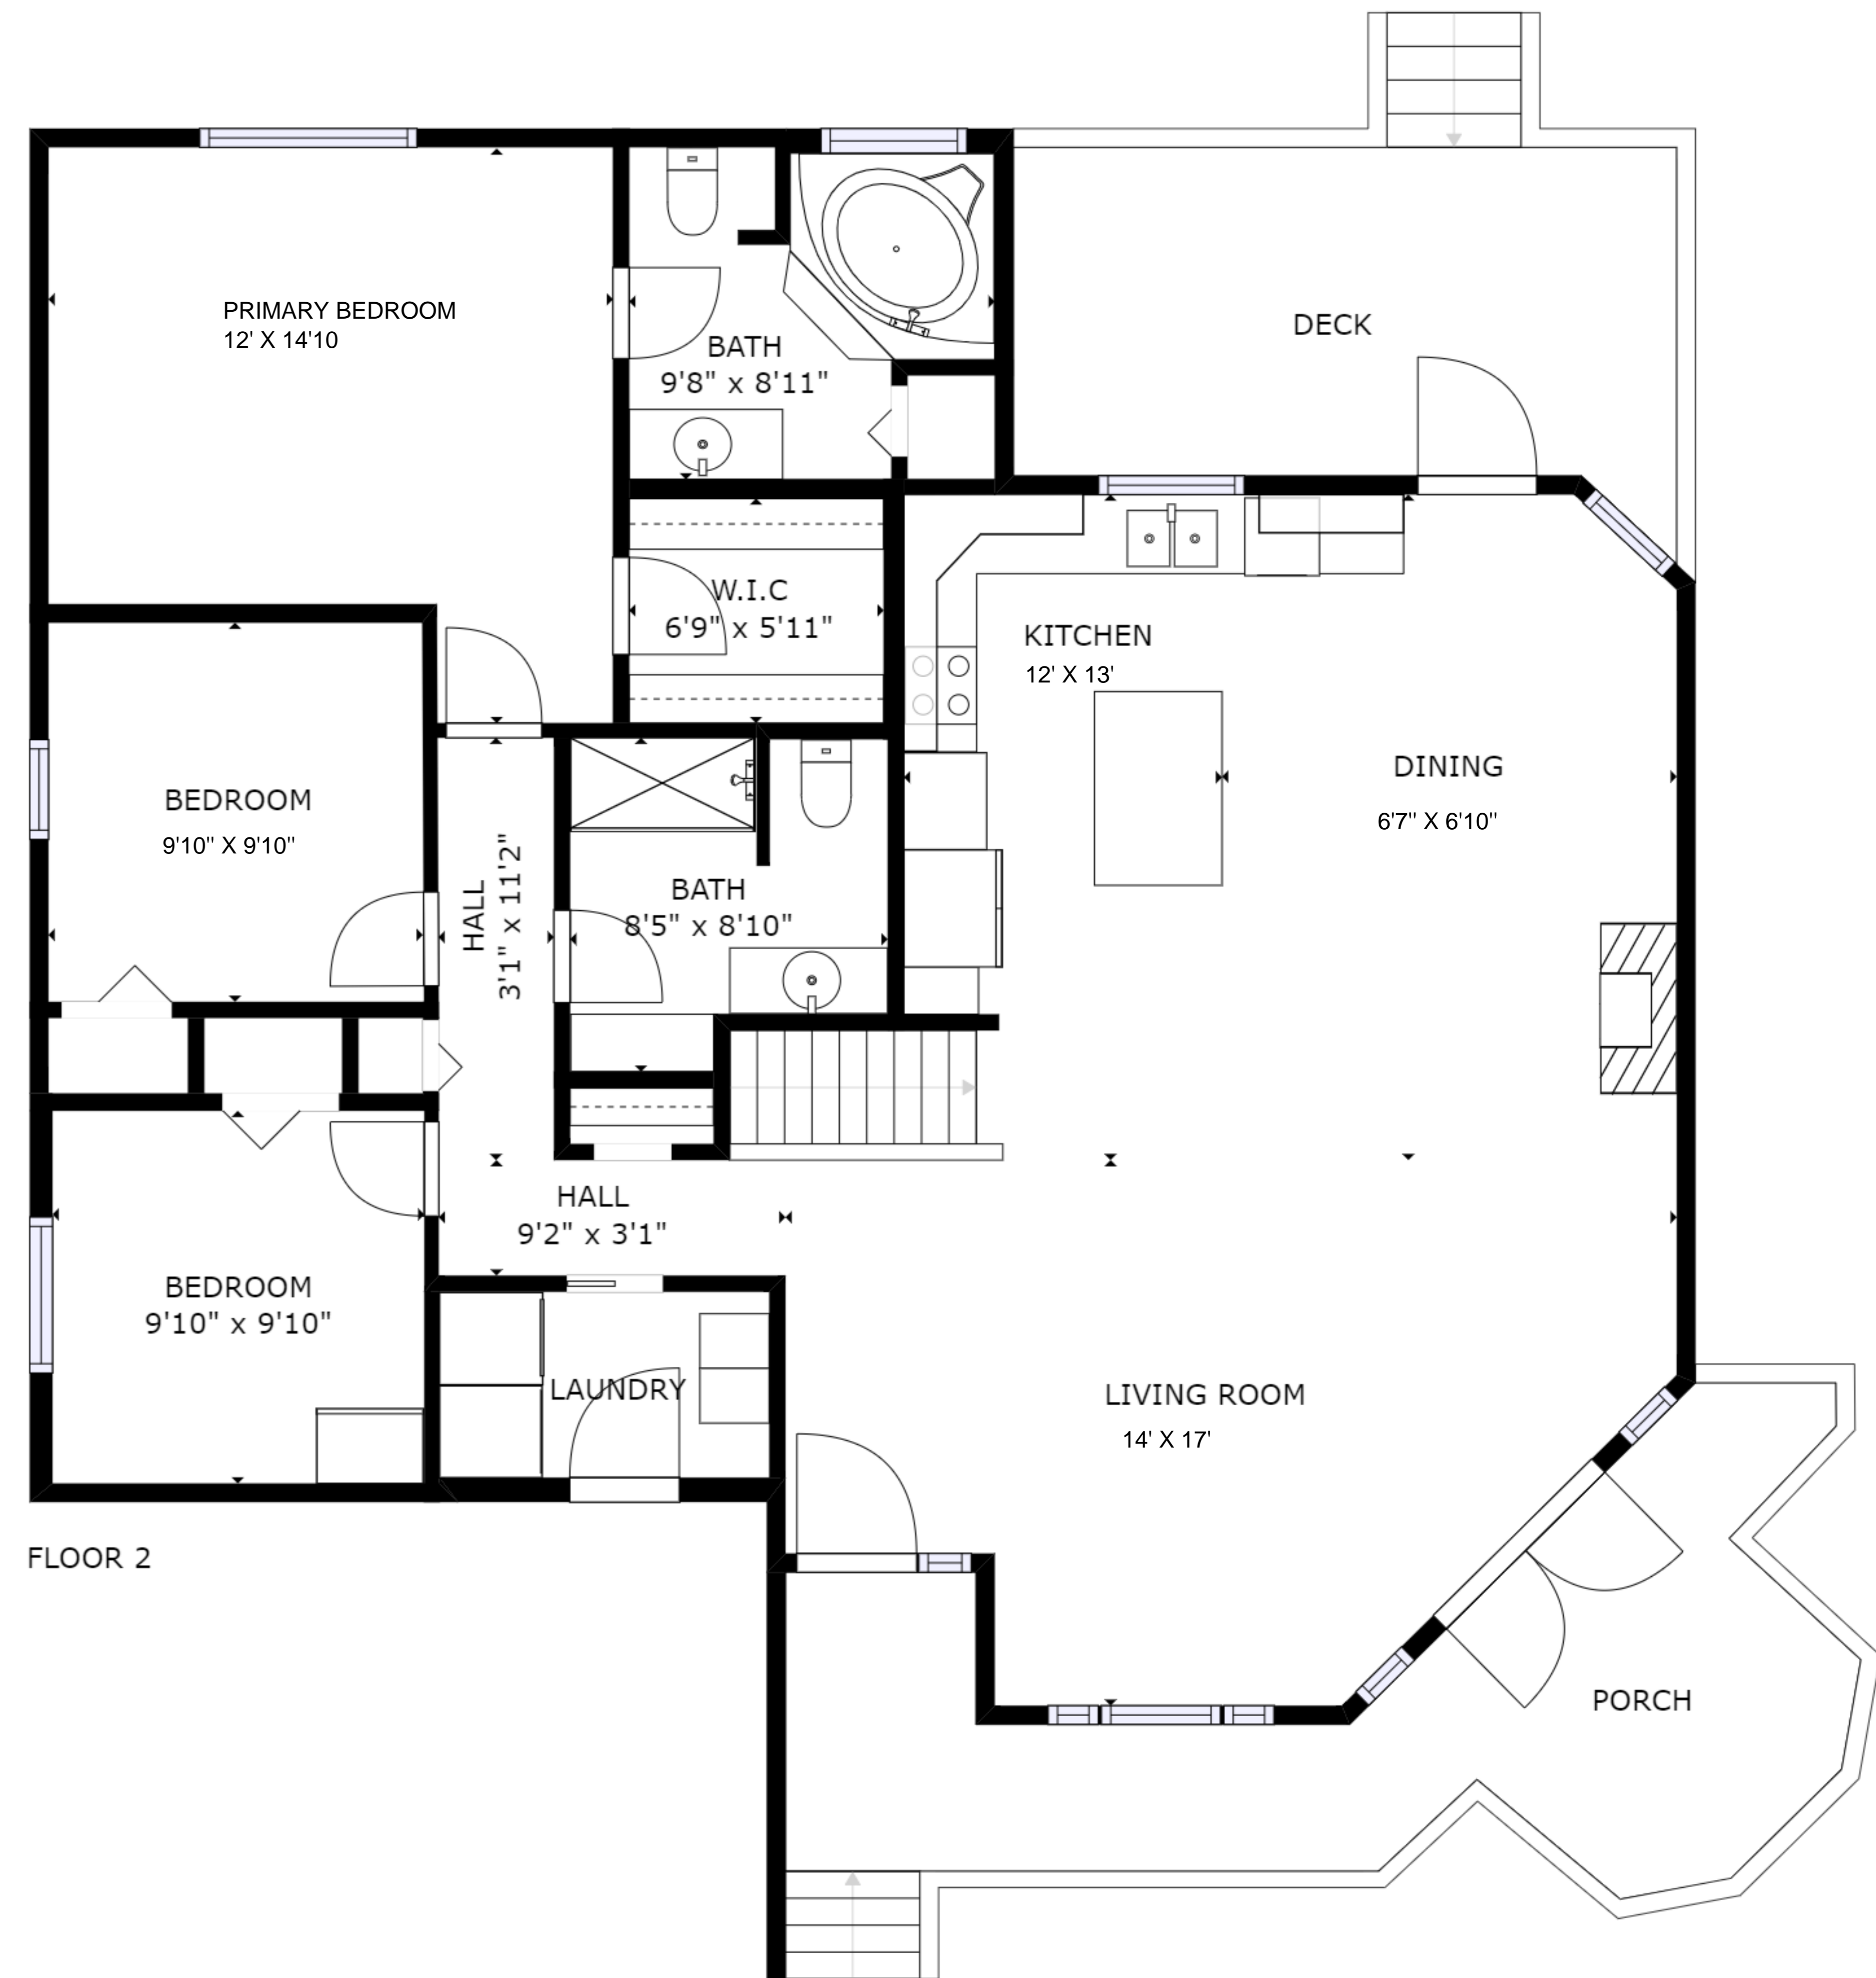 DECK
PRIMARY BEDROOM
12' X 14'10
BATH
9'8" x 8'11"
W.I.C
6'9" x 5'11"
KITCHEN
12' X 13'
DINING
6'7" X 6'10"
BEDROOM
9'10" X 9'10"
HALL
3'1" x 11'2"
BATH
8'5" x 8'10"
HALL
9'2" x 3'1"
BEDROOM
9'10" x 9'10"
LAUNDRY
LIVING ROOM
14' X 17'
FLOOR 2
PORCH